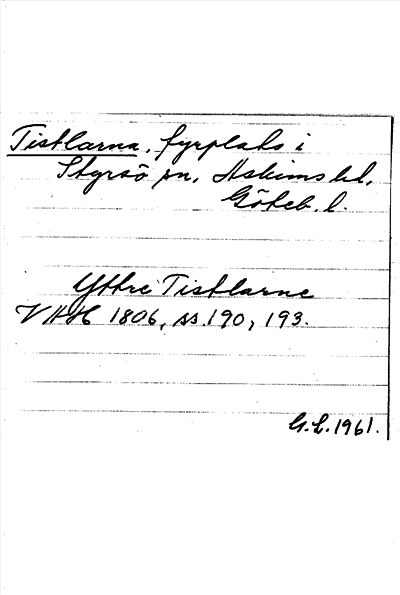 Tistlarna, fyrplats i
Styrsö sn, Askims hd,
Göteb. l.
Yttre Tistlarne
VHH 1806, ss. 190, 193.
G.L. 1961.